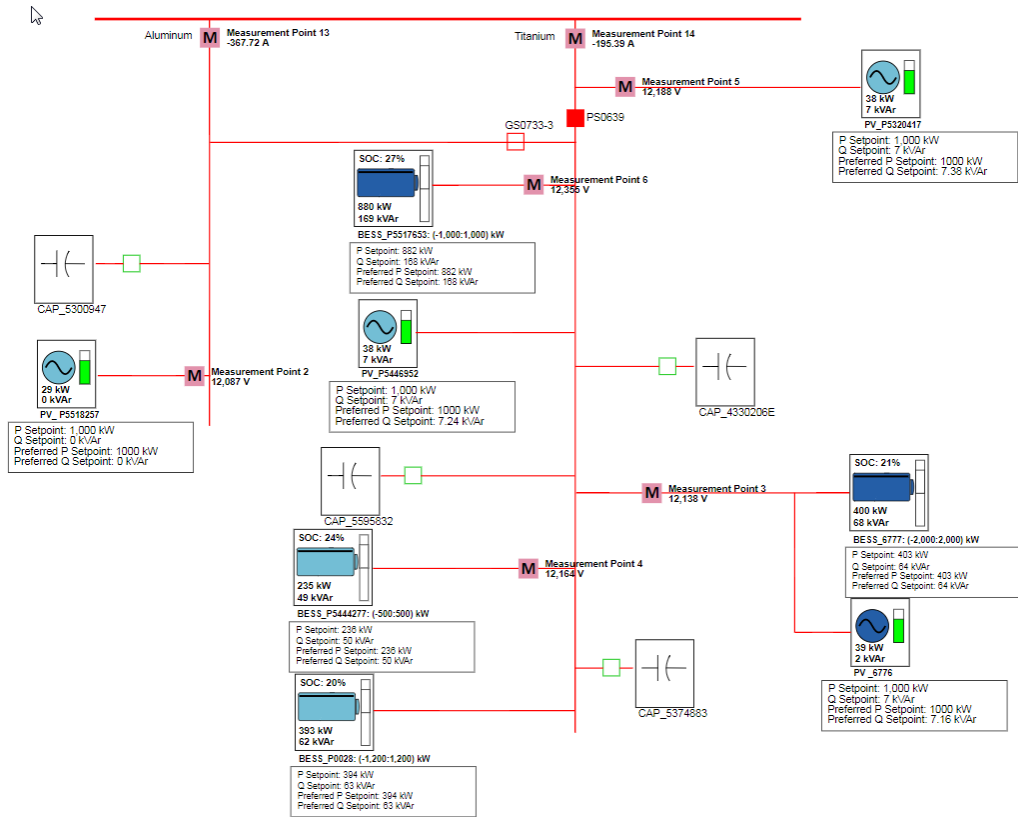 Aluminum
M
Measurement Point 13
-367.72 A
Titanium
M
Measurement Point 14
-195.39 A
M
Measurement Point 5
12,188 V
38 kW
7 kVAr
PV_P5320417
P Setpoint: 1,000 kW
Q Setpoint: 7 kVAr
Preferred P Setpoint: 1000 kW
Preferred Q Setpoint: 7.38 kVAr
PS0639
GS0733-3
SOC: 27%
880 kW
169 kVAr
BESS_P5517653: (-1,000:1,000) kW
P Setpoint: 882 kW
Q Setpoint: 168 kVAr
Preferred P Setpoint: 882 kW
Preferred Q Setpoint: 168 kVAr
M
Measurement Point 6
12,355 V
CAP_5300947
38 kW
7 kVAr
PV_P5446952
P Setpoint: 1,000 kW
Q Setpoint: 7 kVAr
Preferred P Setpoint: 1000 kW
Preferred Q Setpoint: 7.24 kVAr
M
Measurement Point 2
12,087 V
29 kW
0 kVAr
PV_ P5518257
P Setpoint: 1,000 kW
Q Setpoint: 0 kVAr
Preferred P Setpoint: 1000 kW
Preferred Q Setpoint: 0 kVAr
CAP_4330206E
CAP_5595832
M
Measurement Point 3
12,138 V
SOC: 21%
400 kW
68 kVAr
BESS_6777: (-2,000:2,000) kW
P Setpoint: 403 kW
Q Setpoint: 64 kVAr
Preferred P Setpoint: 403 kW
Preferred Q Setpoint: 64 kVAr
SOC: 24%
235 kW
49 kVAr
BESS_P5444277: (-500:500) kW
P Setpoint: 236 kW
Q Setpoint: 50 kVAr
Preferred P Setpoint: 236 kW
Preferred Q Setpoint: 50 kVAr
M
Measurement Point 4
12,164 V
39 kW
2 kVAr
PV _6776
P Setpoint: 1,000 kW
Q Setpoint: 7 kVAr
Preferred P Setpoint: 1000 kW
Preferred Q Setpoint: 7.16 kVAr
CAP_5374883
SOC: 20%
393 kW
62 kVAr
BESS_P0028: (-1,200:1,200) kW
P Setpoint: 394 kW
Q Setpoint: 63 kVAr
Preferred P Setpoint: 394 kW
Preferred Q Setpoint: 63 kVAr